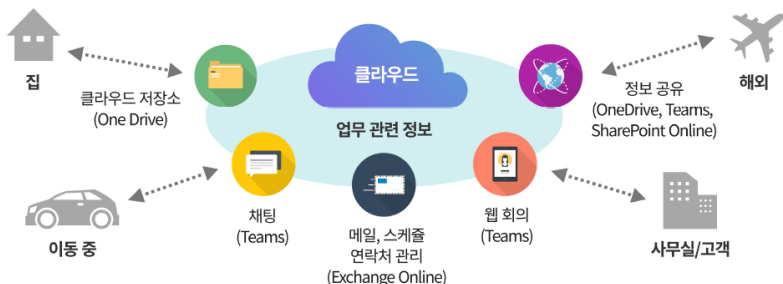 클라우드
업무 관련 정보
집
클라우드 저장소
(One Drive)
정보 공유
(OneDrive, Teams,
SharePoint Online)
해외
이동 중
채팅
(Teams)
메일, 스케쥴
연락처 관리
(Exchange Online)
웹 회의
(Teams)
사무실/고객